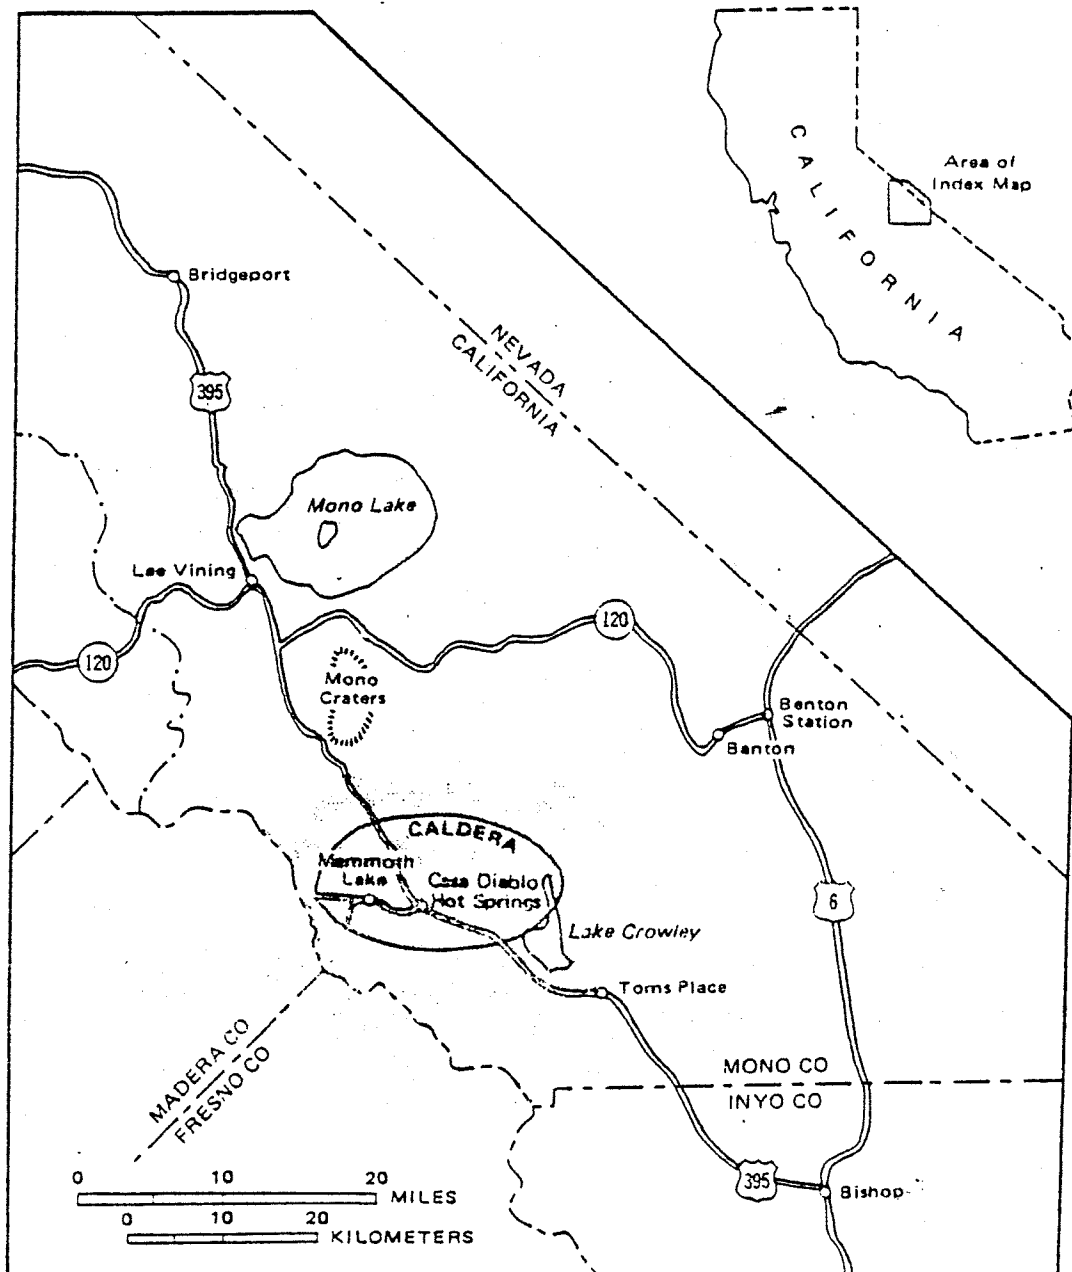 CALIFORNIA
Area of
Index Map
Bridgeport
NEVADA
CALIFORNIA
395
Mono Lake
Lee Vining
120
120
Mono
Craters
Benton
Station
Benton
CALDERA
Mammoth
Lake
Casa Diablo
Hot Springs
6
Lake Crowley
Toms Place
MADERA CO
FRESNO CO
MONO CO
INYO CO
0 10 20
MILES
0 10 20
KILOMETERS
395
Bishop